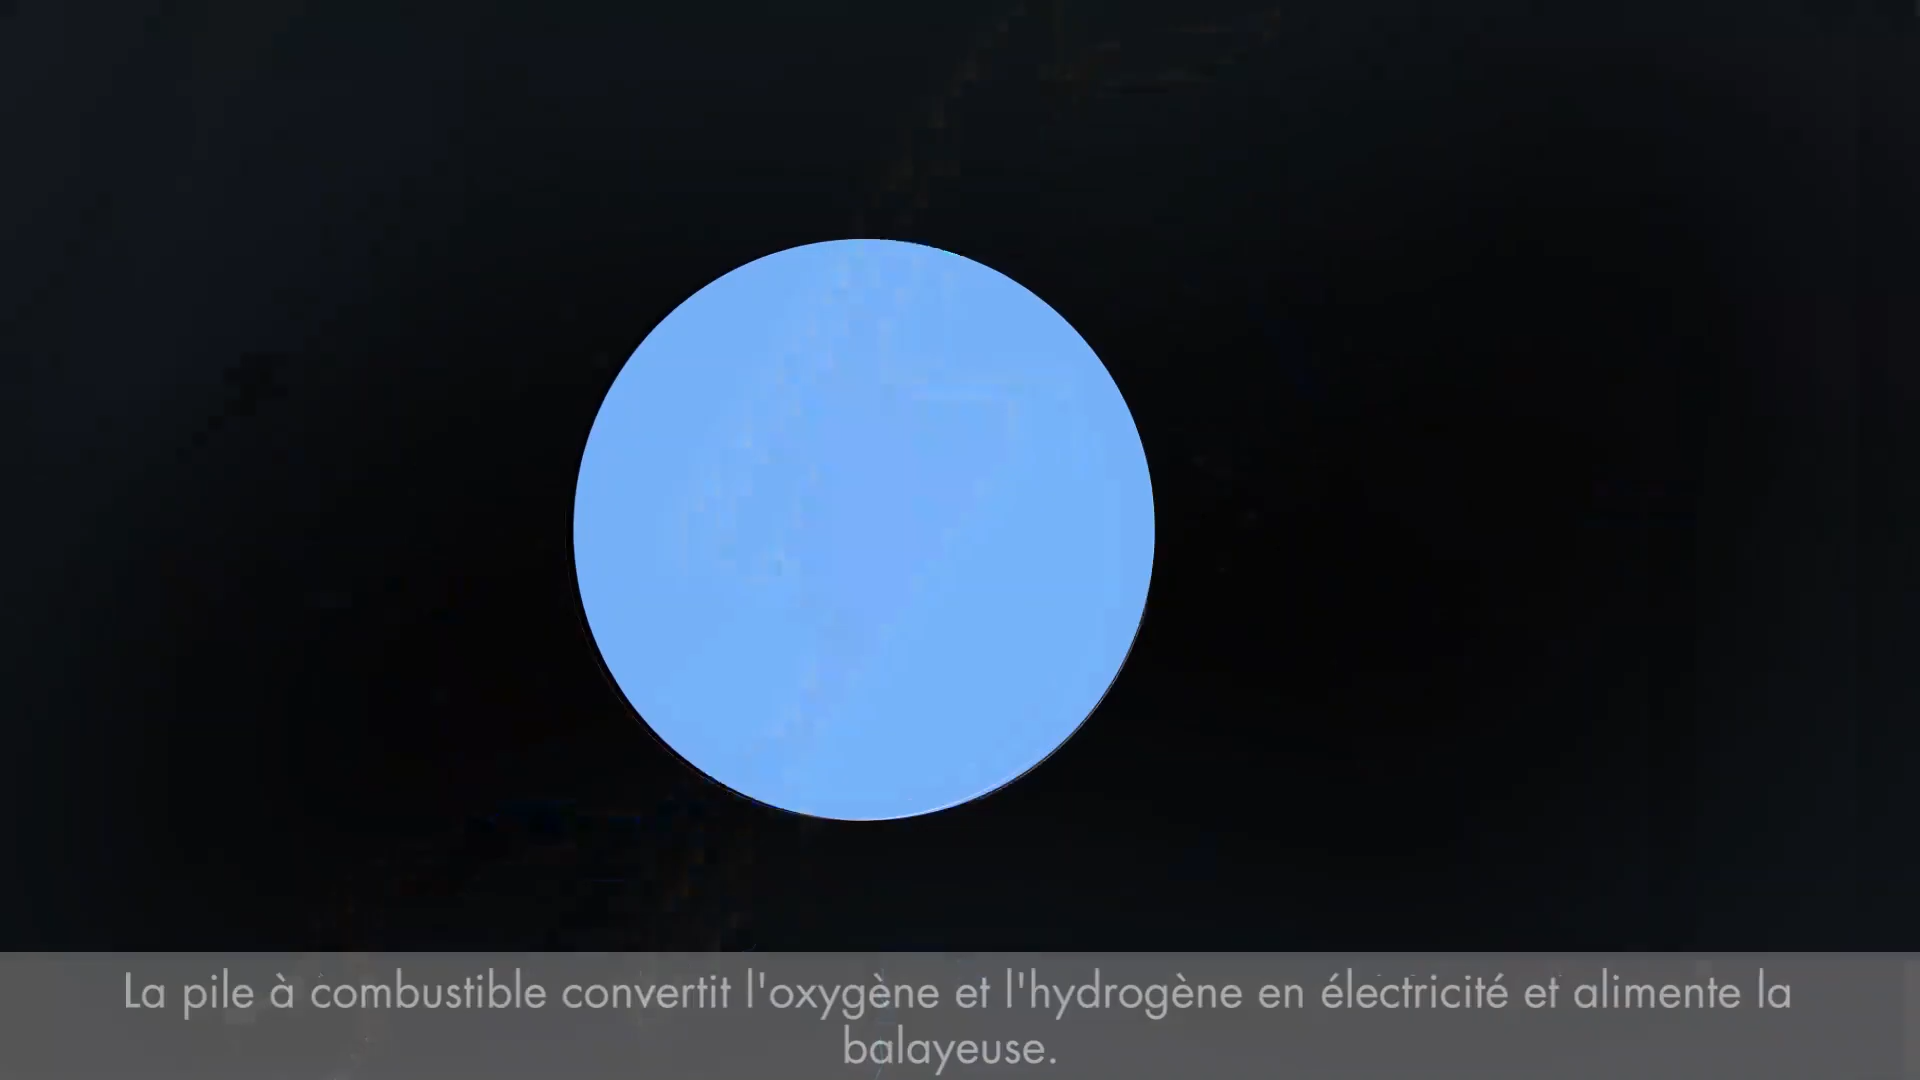 La pile à combustible convertit l'oxygène et l'hydrogène en électricité et alimente la
balayeuse.